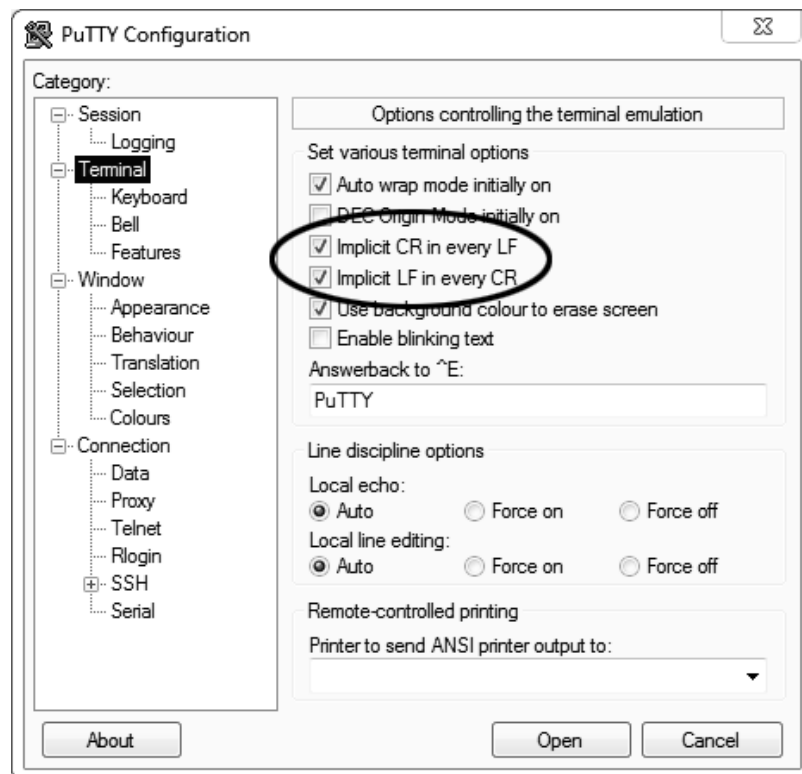 PuTTY Configuration
Category:
Session
Logging
Terminal
Keyboard
Bell
Features
Window
Appearance
Behaviour
Translation
Selection
Colours
Connection
Data
Proxy
Telnet
Rlogin
SSH
Serial
Options controlling the terminal emulation
Set various terminal options
Auto wrap mode initially on
DEC Origin Mode initially on
Implicit CR in every LF
Implicit LF in every CR
Use background colour to erase screen
Enable blinking text
Answerback to ^E:
PuTTY
Line discipline options
Local echo:
Auto Force on Force off
Local line editing:
Auto Force on Force off
Remote-controlled printing
Printer to send ANSI printer output to:
About Open Cancel